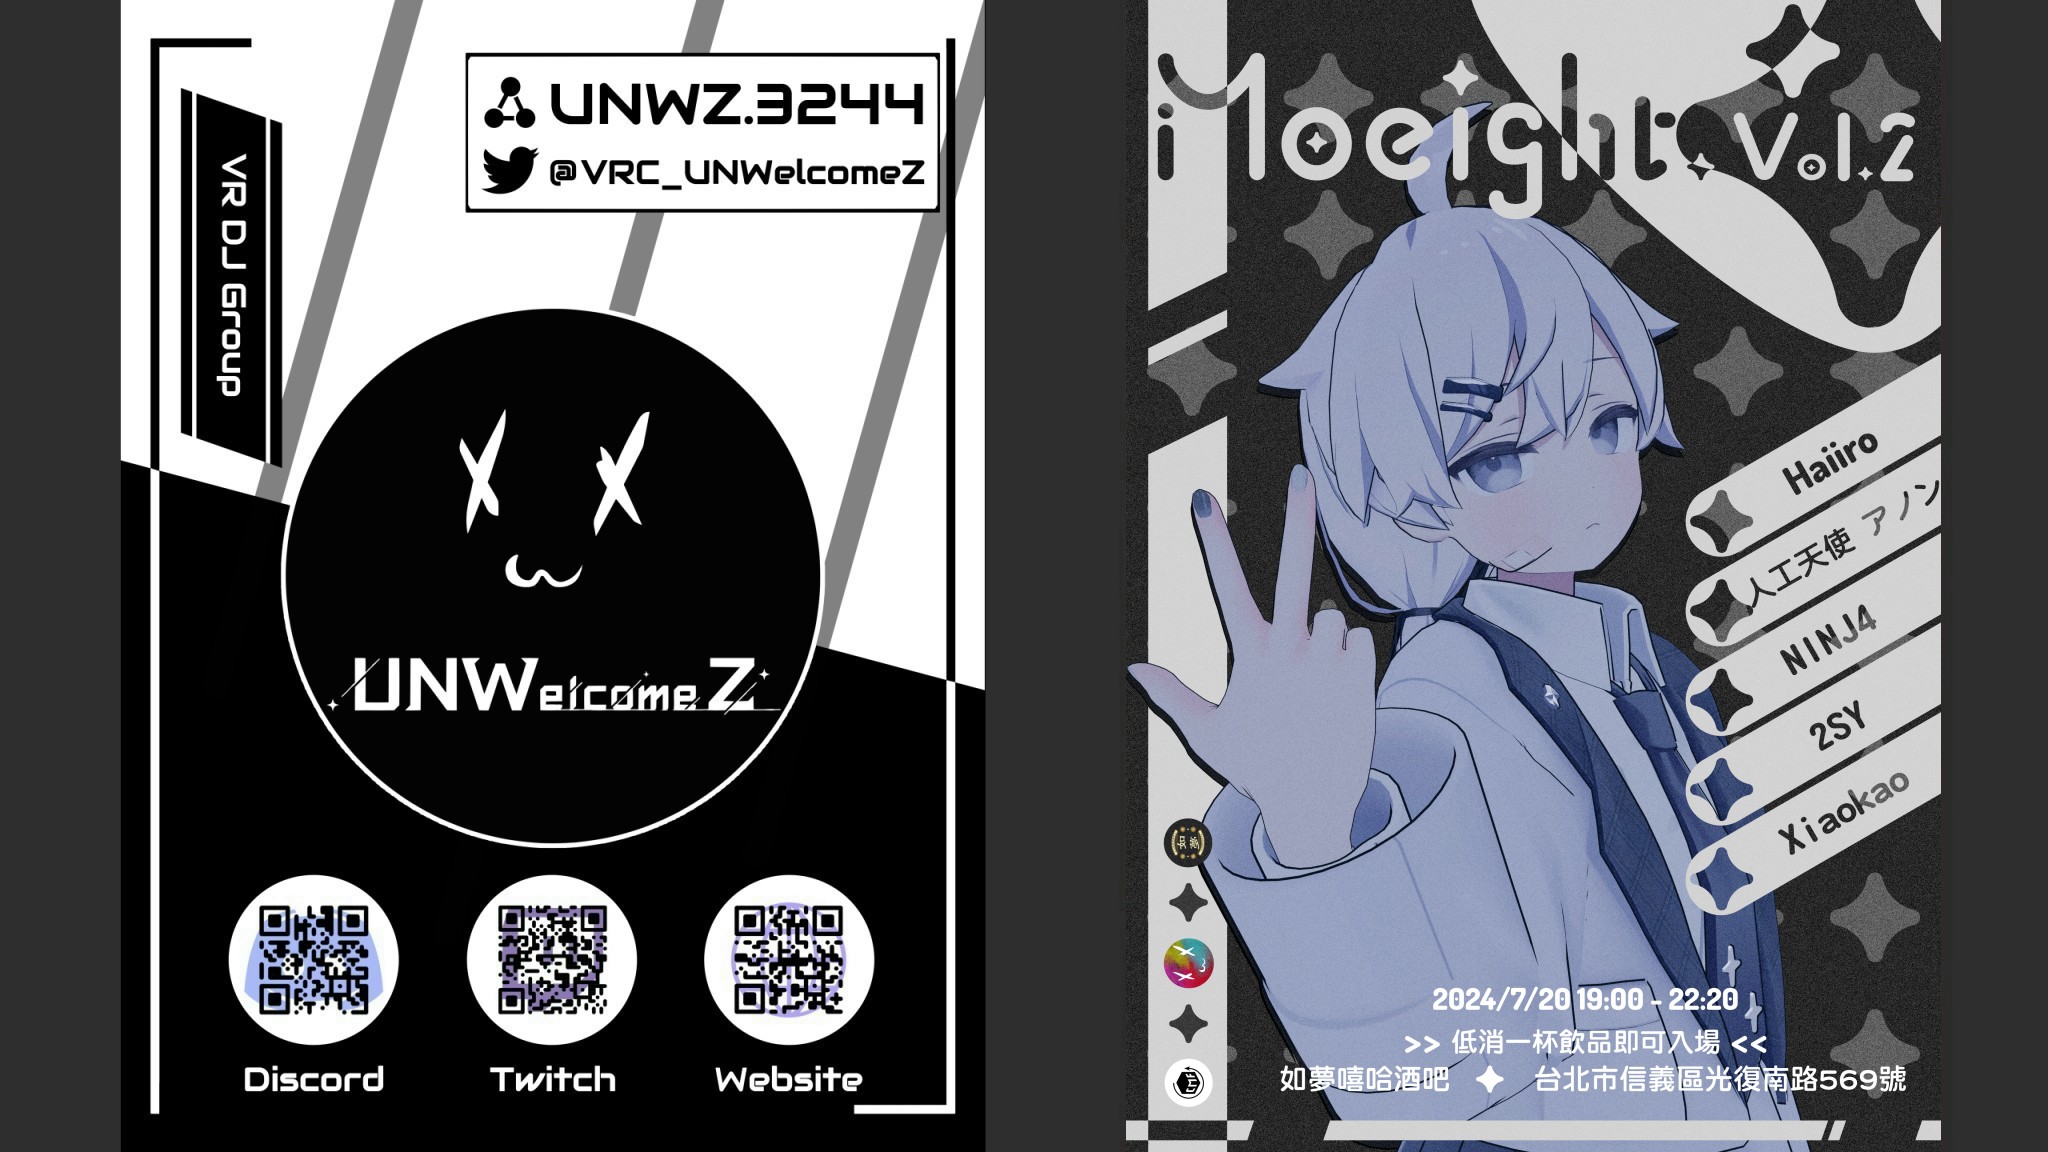 UNWZ.3244
@VRC_UNWelcomeZ
VR DJ Group
UNWelcomeZ
Discord
Twitch
Website
iMoeight. Vol.2
Haiiro
人工天使 アノン
NINJ4
2SY
Xiaokao
2024/7/20 19:00 - 22:20
>> 低消一杯飲品即可入場 <<
如夢嘻哈酒吧 台北市信義區光復南路569號